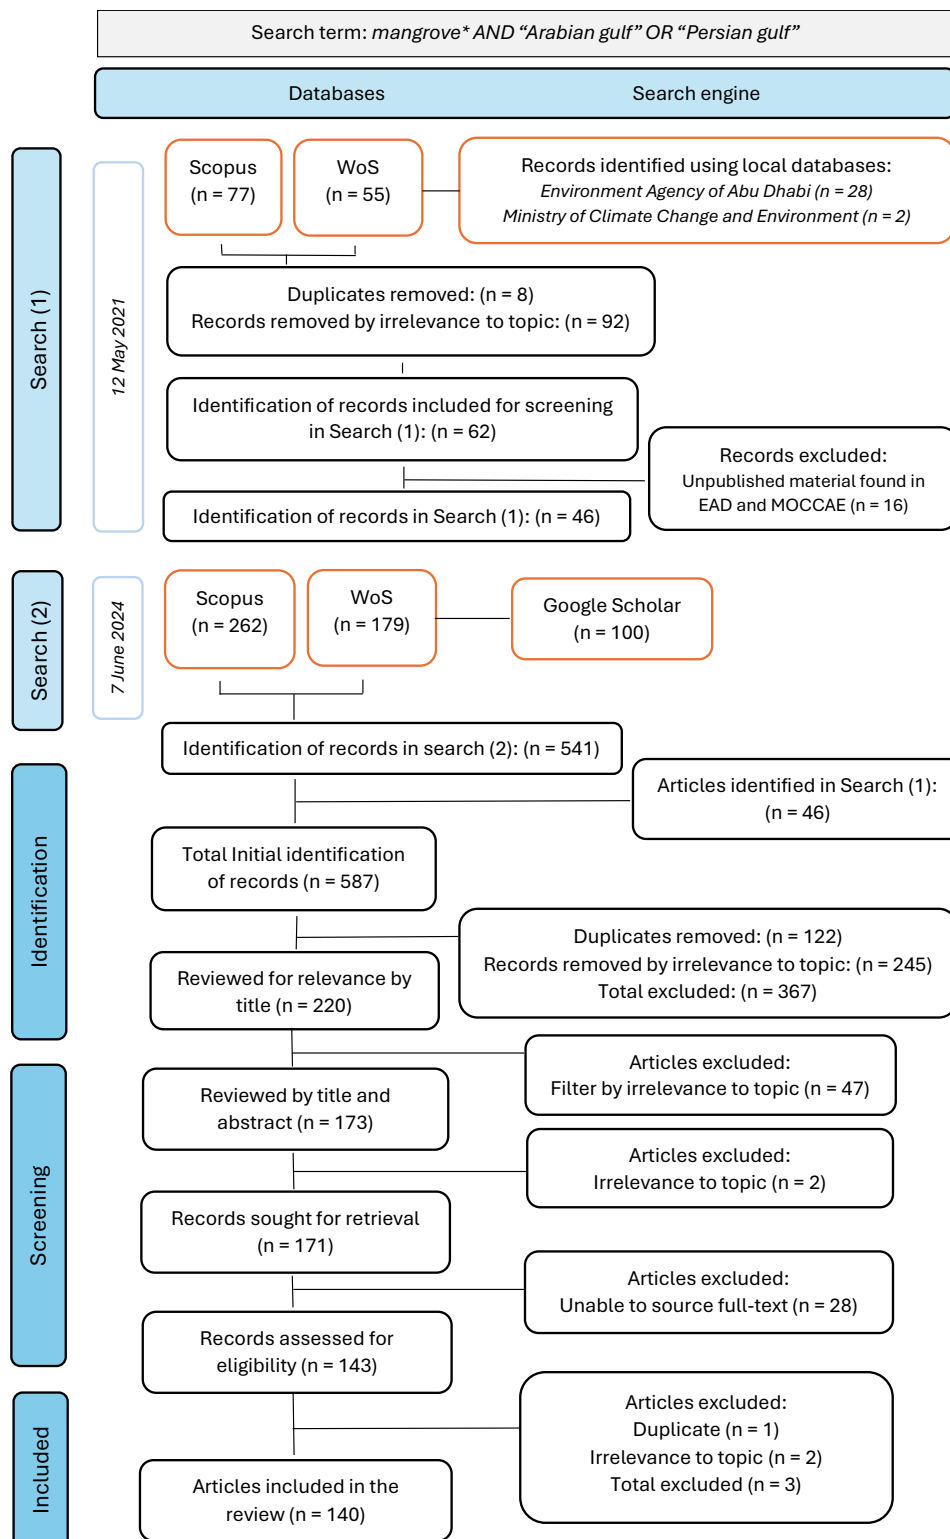 Search term: mangrove* AND “Arabian gulf” OR “Persian gulf”
Databases
Search engine
Search (1)
12 May 2021
Scopus
(n = 77)
WoS
(n = 55)
Records identified using local databases:
Environment Agency of Abu Dhabi (n = 28)
Ministry of Climate Change and Environment (n = 2)
Duplicates removed: (n = 8)
Records removed by irrelevance to topic: (n = 92)
Identification of records included for screening
in Search (1): (n = 62)
Records excluded:
Unpublished material found in
EAD and MOCCAE (n = 16)
Identification of records in Search (1): (n = 46)
Search (2)
7 June 2024
Scopus
(n = 262)
WoS
(n = 179)
Google Scholar
(n = 100)
Identification of records in search (2): (n = 541)
Identification
Articles identified in Search (1):
(n = 46)
Total Initial identification
of records (n = 587)
Duplicates removed: (n = 122)
Records removed by irrelevance to topic: (n = 245)
Total excluded: (n = 367)
Reviewed for relevance by
title (n = 220)
Screening
Articles excluded:
Filter by irrelevance to topic (n = 47)
Reviewed by title and
abstract (n = 173)
Articles excluded:
Irrelevance to topic (n = 2)
Records sought for retrieval
(n = 171)
Articles excluded:
Unable to source full-text (n = 28)
Records assessed for
eligibility (n = 143)
Included
Articles excluded:
Duplicate (n = 1)
Irrelevance to topic (n = 2)
Total excluded (n = 3)
Articles included in the
review (n = 140)